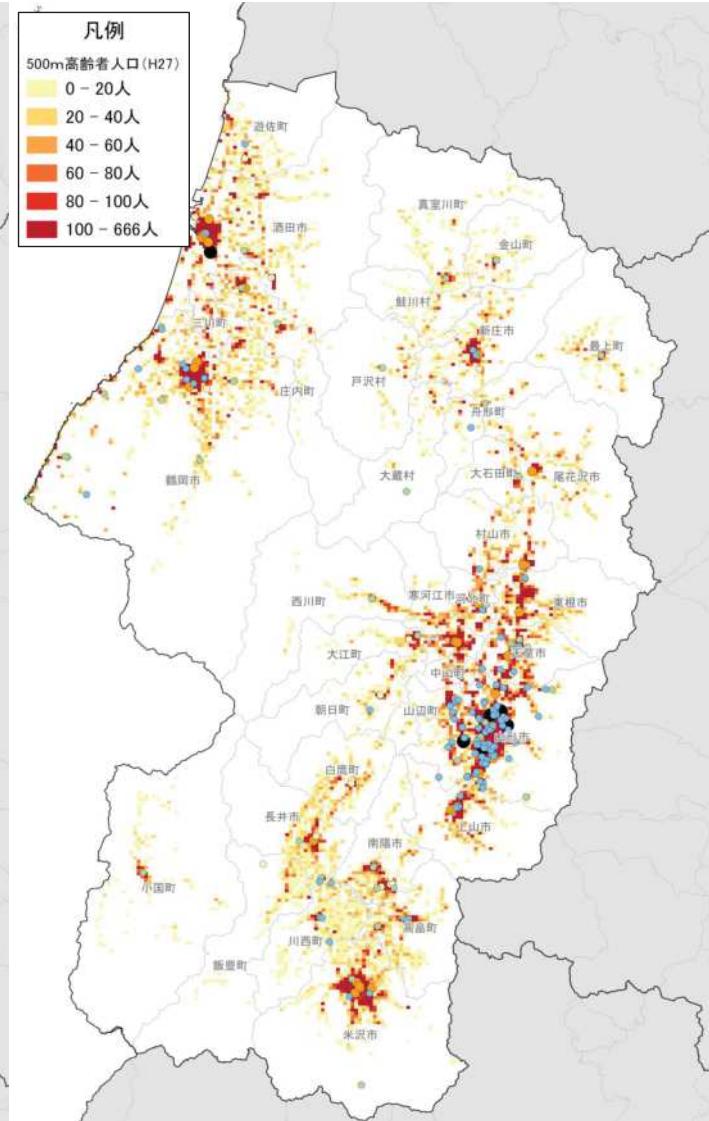 凡例
500m高齢者人口(H27)
0 - 20人
20 - 40人
40 - 60人
60 - 80人
80 - 100人
100 - 666人
遊佐町
酒田市
真室川町
金山町
鮭川村
新庄市
最上町
三川町
戸沢村
庄内町
舟形町
鶴岡市
大蔵村
大石田町
尾花沢市
村山市
西川町
寒河江市
河北町
東根市
大江町
天童市
中山町
朝日町
山辺町
山形市
白鷹町
長井市
南陽市
上山市
小国町
川西町
高畠町
飯豊町
米沢市